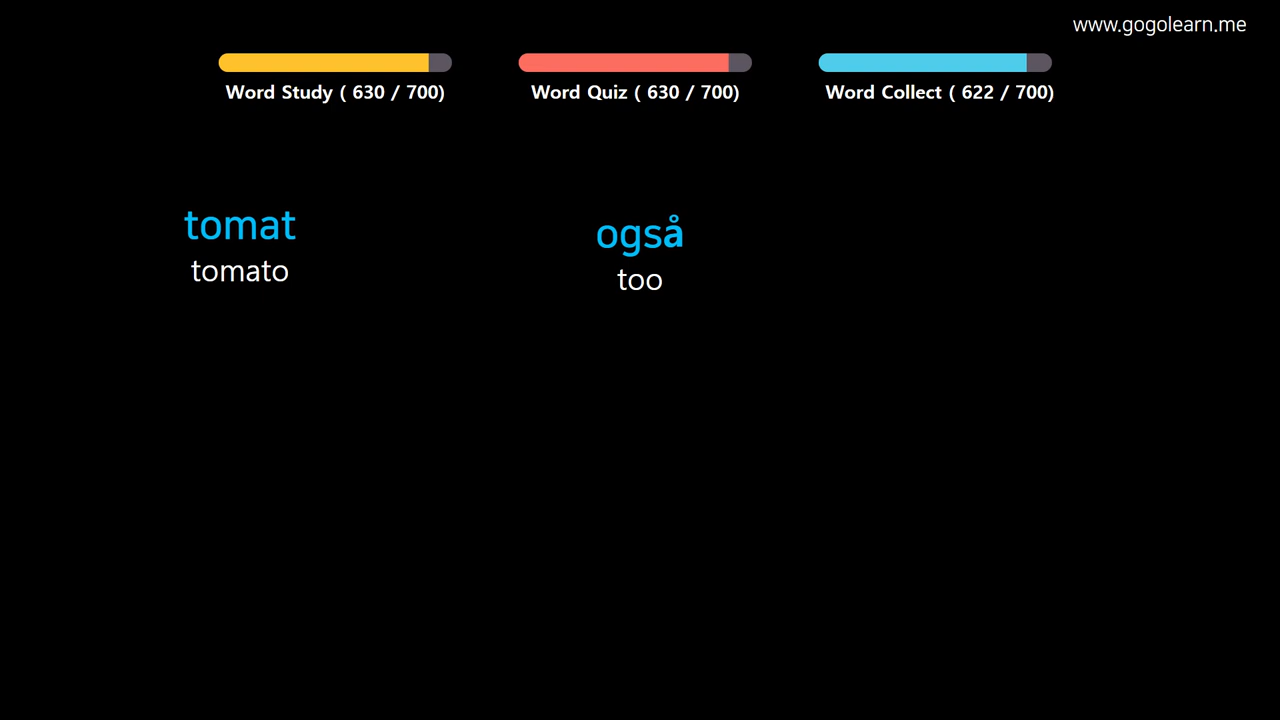 www.gogolearn.me
Word Study ( 630 / 700)
Word Quiz ( 630 / 700)
Word Collect ( 622 / 700)
tomat
tomato
også
too